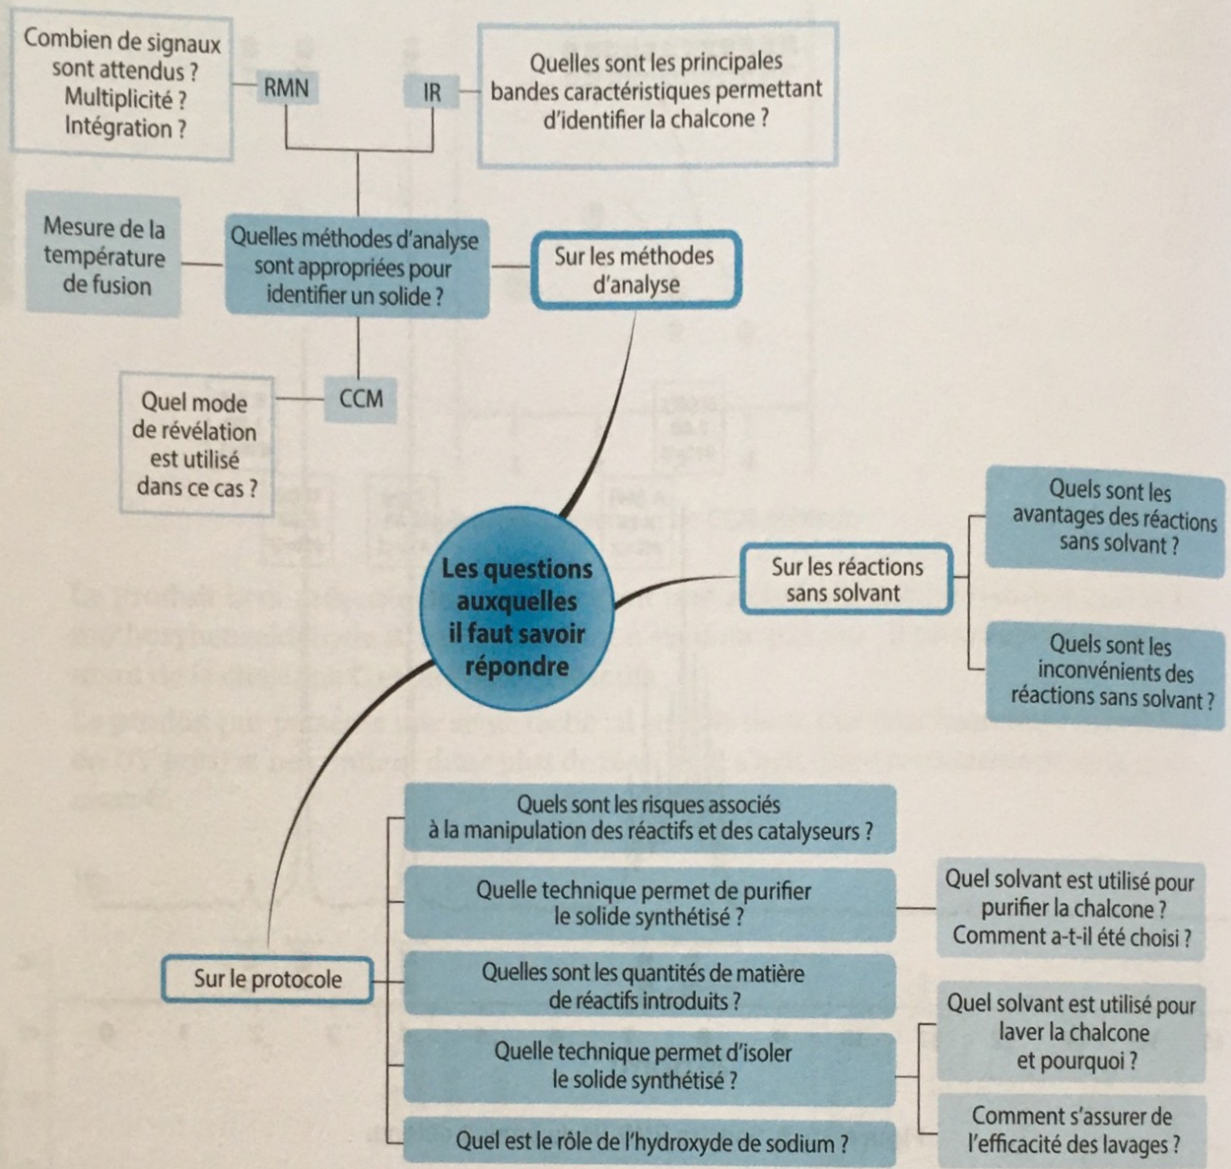 Combien de signaux
sont attendus ?
Multiplicité ?
Intégration ?
RMN
IR
Quelles sont les principales
bandes caractéristiques permettant
d'identifier la chalcone ?
Mesure de la
température
de fusion
Quelles méthodes d'analyse
sont appropriées pour
identifier un solide ?
Sur les méthodes
d'analyse
Quel mode
de révélation
est utilisé
dans ce cas ?
CCM
Les questions
auxquelles
il faut savoir
répondre
Sur les réactions
sans solvant
Quels sont les
avantages des réactions
sans solvant ?
Quels sont les
inconvénients des
réactions sans solvant ?
Sur le protocole
Quels sont les risques associés
à la manipulation des réactifs et des catalyseurs ?
Quelle technique permet de purifier
le solide synthétisé ?
Quel solvant est utilisé pour
purifier la chalcone ?
Comment a-t-il été choisi ?
Quelles sont les quantités de matière
de réactifs introduits ?
Quelle technique permet d'isoler
le solide synthétisé ?
Quel solvant est utilisé pour
laver la chalcone
et pourquoi ?
Comment s'assurer de
l'efficacité des lavages ?
Quel est le rôle de l'hydroxyde de sodium ?